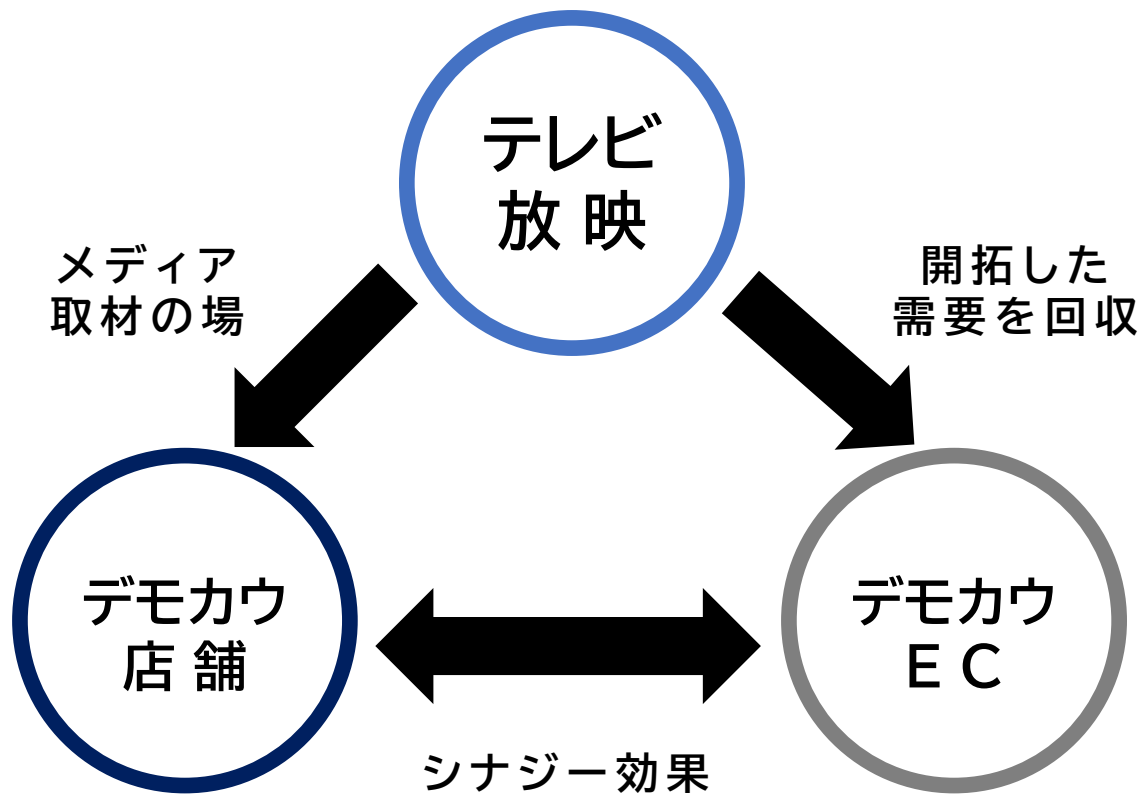 テレビ
放映
メディア
取材の場
開拓した
需要を回収
デモカウ
店舗
デモカウ
EC
シナジー効果